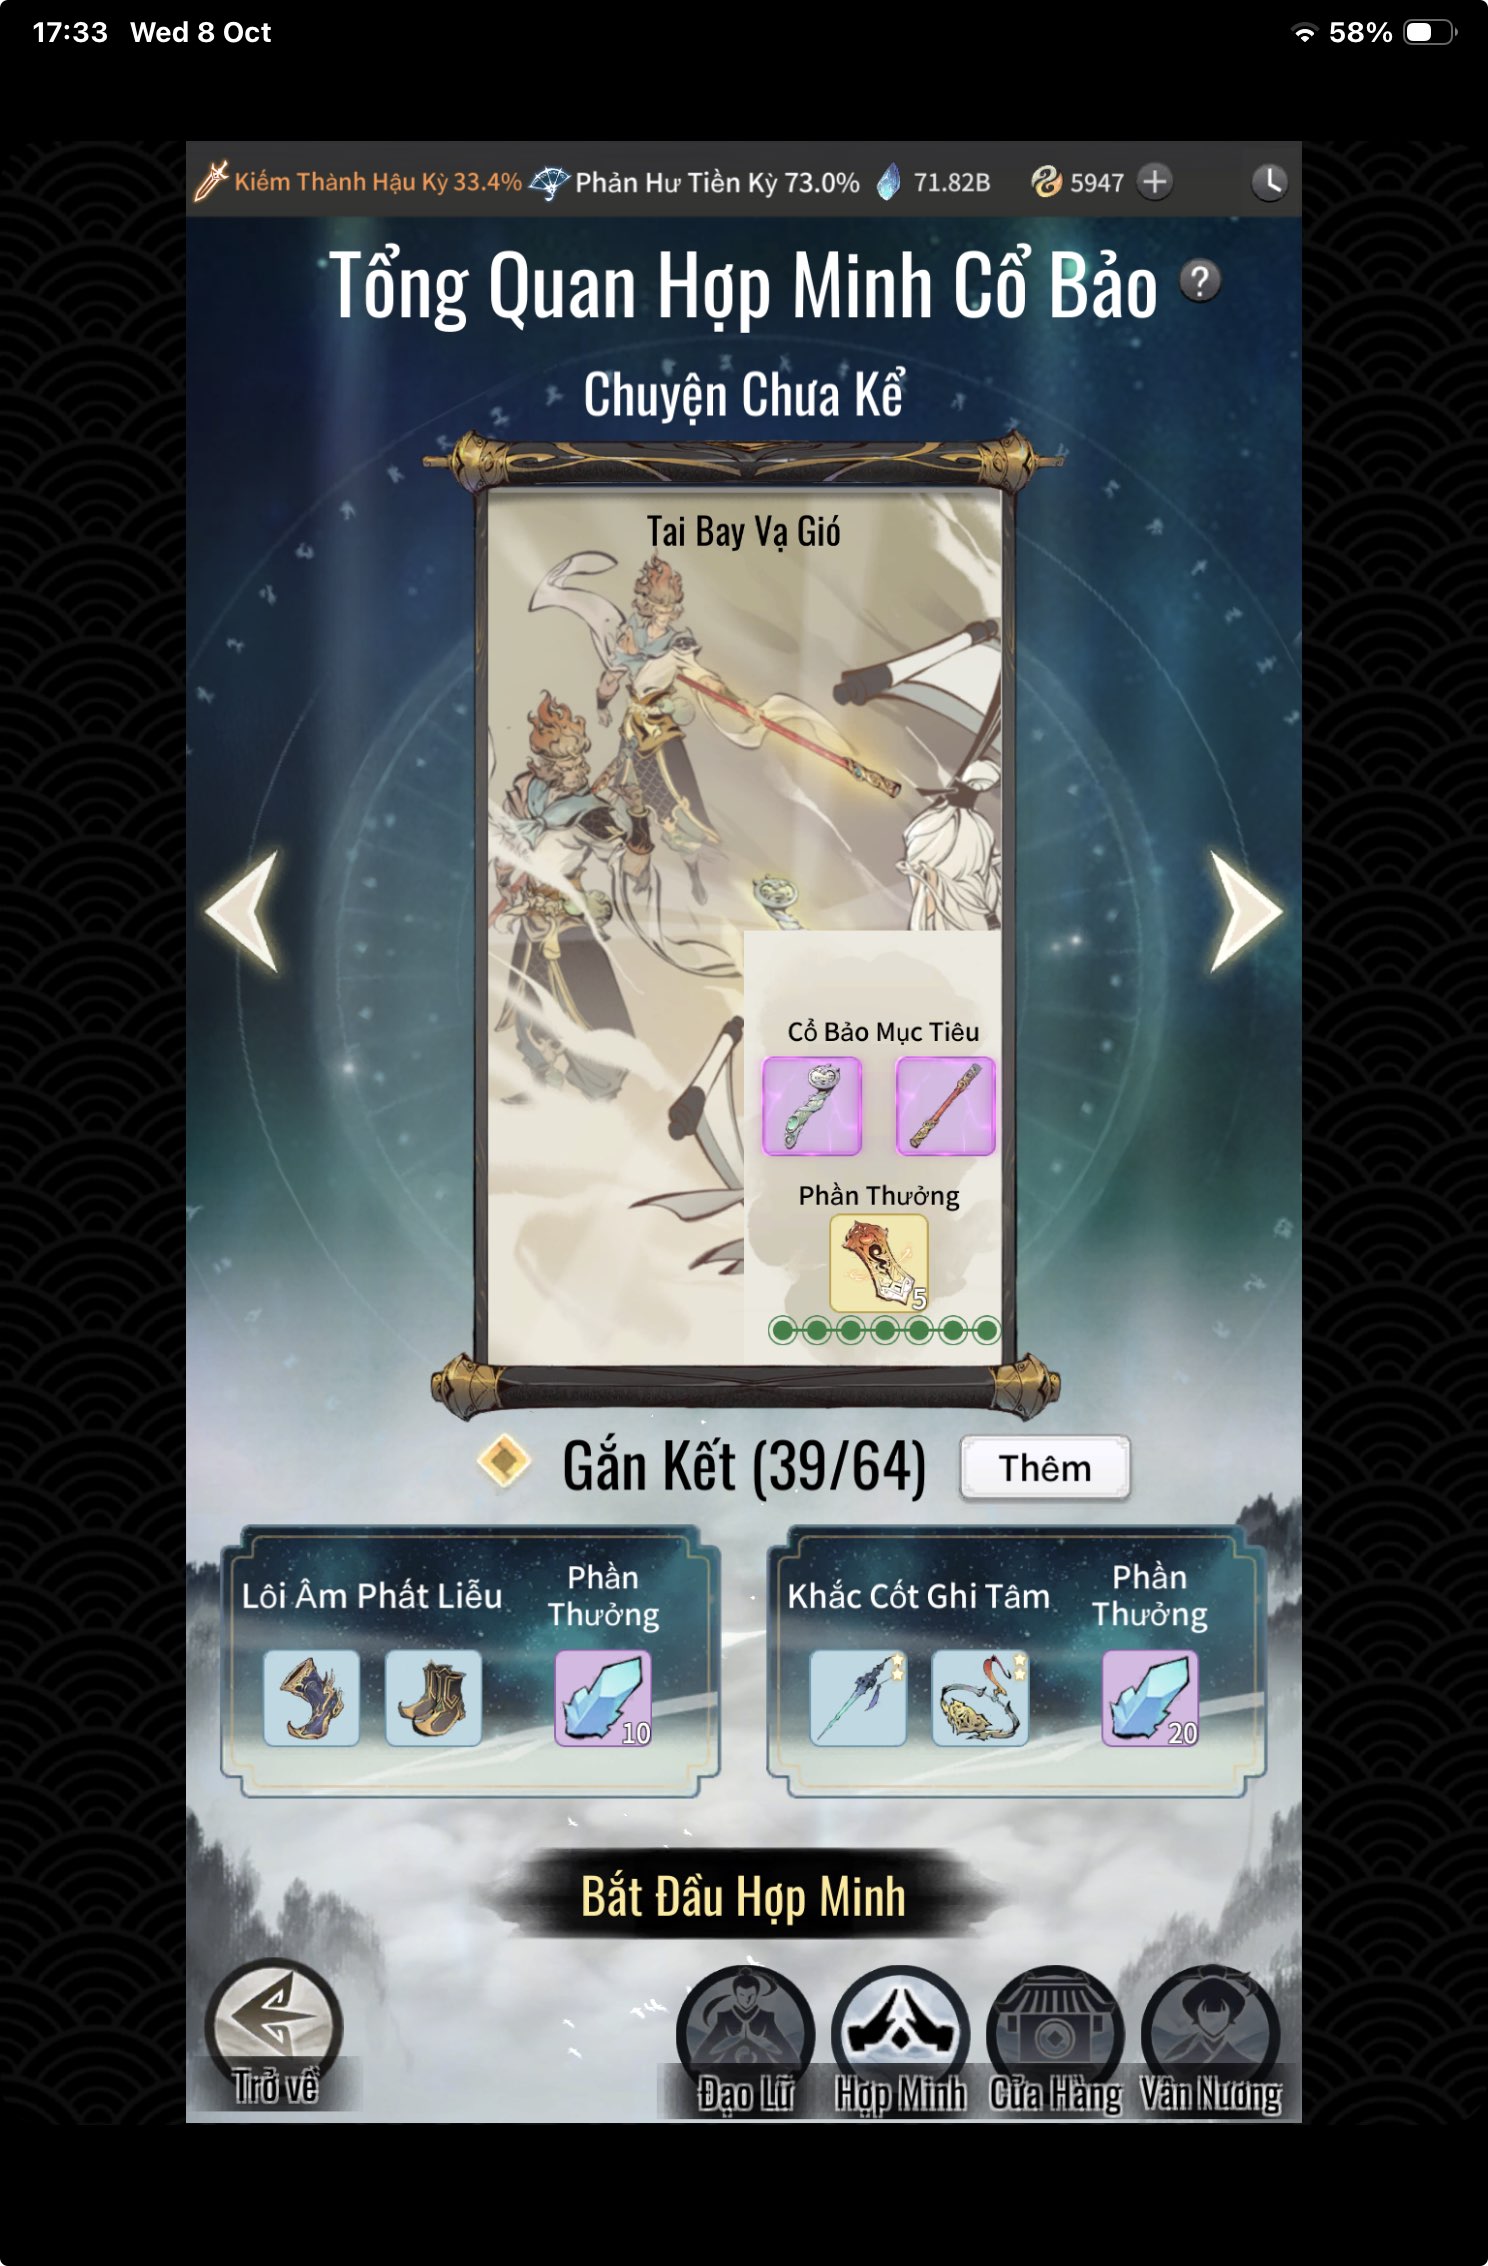 17:33 Wed 8 Oct 58%
Kiếm Thành Hậu Kỳ 33.4% Phản Hư Tiền Kỳ 73.0% 71.82B 5947
Tổng Quan Hợp Minh Cổ Bảo ?
Chuyện Chưa Kể
Tai Bay Vạ Gió
Cổ Bảo Mục Tiêu
Phần Thưởng
5
Gắn Kết (39/64) Thêm
Lôi Âm Phất Liễu
Phần
Thưởng
10
Khắc Cốt Ghi Tâm
Phần
Thưởng
20
Bắt Đầu Hợp Minh
Trở về
Đạo Lữ
Hợp Minh
Cửa Hàng
Vân Nương